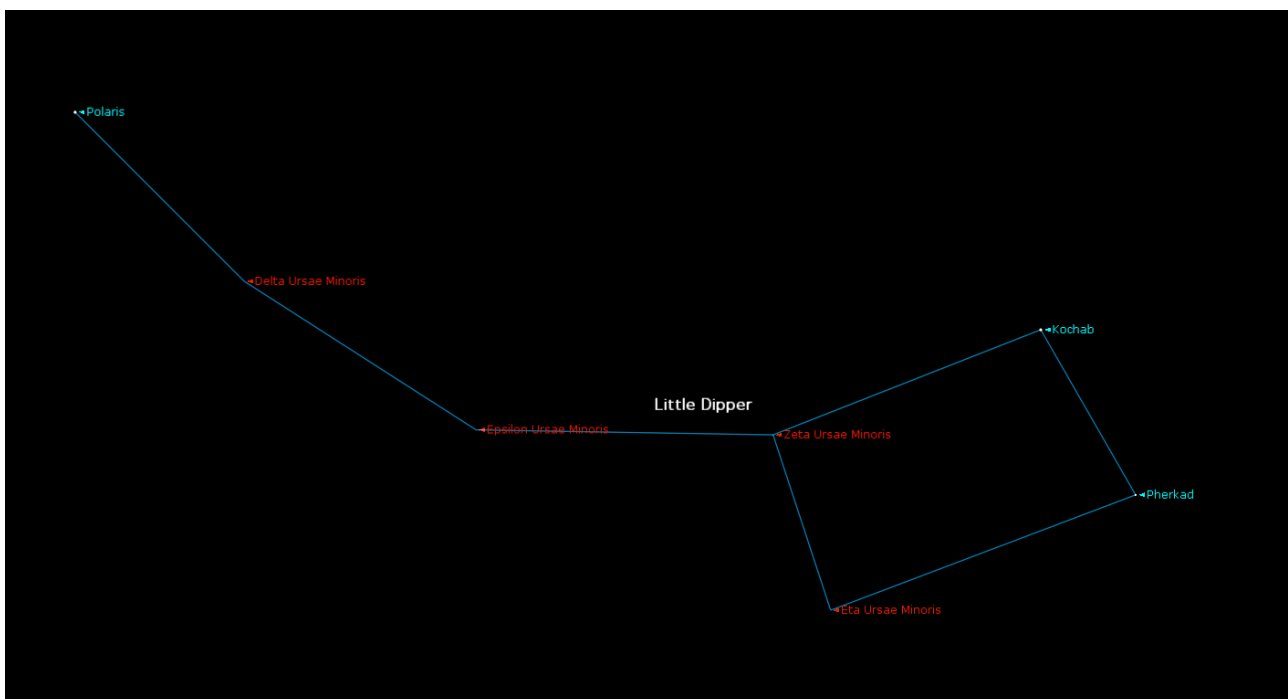 Polaris
Delta Ursae Minoris
Kochab
Little Dipper
Epsilon Ursae Minoris
Zeta Ursae Minoris
Pherkad
Eta Ursae Minoris